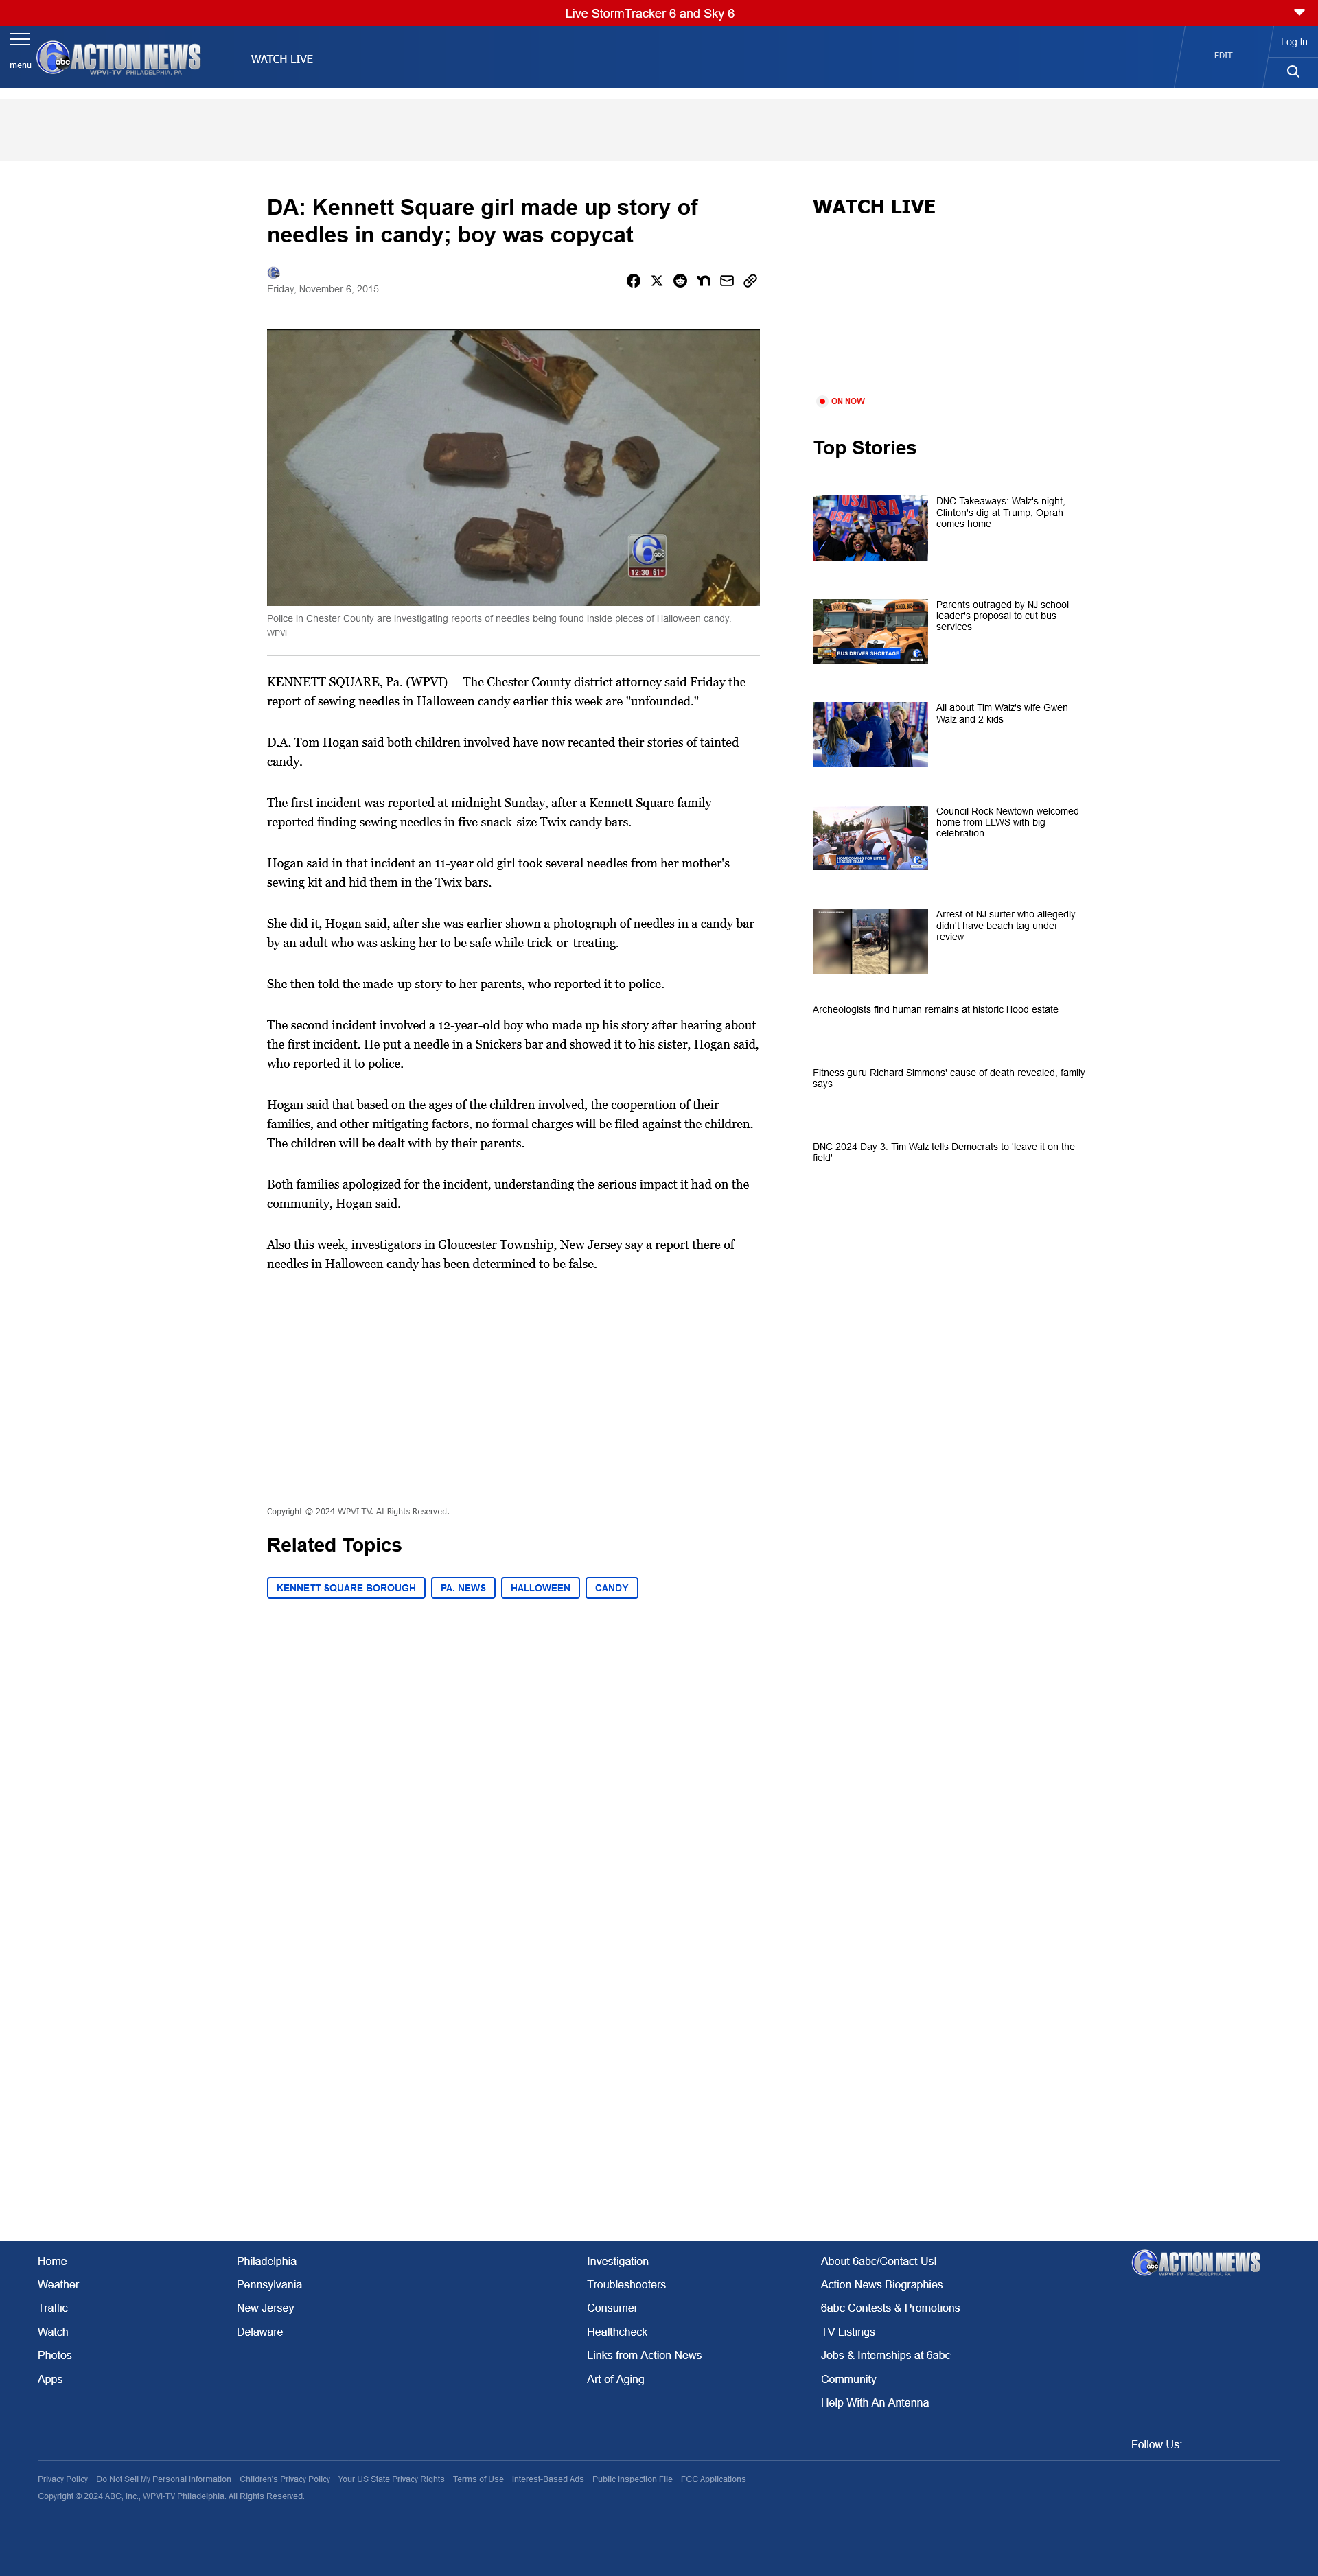 Live StormTracker 6 and Sky 6
menu
6 abc ACTION NEWS
WPVI-TV PHILADELPHIA, PA
WATCH LIVE
EDIT
Log In
DA: Kennett Square girl made up story of
needles in candy; boy was copycat
Friday, November 6, 2015
6 abc
12:30 61°
Police in Chester County are investigating reports of needles being found inside pieces of Halloween candy.
WPVI
KENNETT SQUARE, Pa. (WPVI) -- The Chester County district attorney said Friday the
report of sewing needles in Halloween candy earlier this week are "unfounded."
D.A. Tom Hogan said both children involved have now recanted their stories of tainted
candy.
The first incident was reported at midnight Sunday, after a Kennett Square family
reported finding sewing needles in five snack-size Twix candy bars.
Hogan said in that incident an 11-year old girl took several needles from her mother's
sewing kit and hid them in the Twix bars.
She did it, Hogan said, after she was earlier shown a photograph of needles in a candy bar
by an adult who was asking her to be safe while trick-or-treating.
She then told the made-up story to her parents, who reported it to police.
The second incident involved a 12-year-old boy who made up his story after hearing about
the first incident. He put a needle in a Snickers bar and showed it to his sister, Hogan said,
who reported it to police.
Hogan said that based on the ages of the children involved, the cooperation of their
families, and other mitigating factors, no formal charges will be filed against the children.
The children will be dealt with by their parents.
Both families apologized for the incident, understanding the serious impact it had on the
community, Hogan said.
Also this week, investigators in Gloucester Township, New Jersey say a report there of
needles in Halloween candy has been determined to be false.
Copyright © 2024 WPVI-TV. All Rights Reserved.
Related Topics
KENNETT SQUARE BOROUGH
PA. NEWS
HALLOWEEN
CANDY
WATCH LIVE
ON NOW
Top Stories
USA
USA
USA
DNC Takeaways: Walz's night,
Clinton's dig at Trump, Oprah
comes home
BUS DRIVER SHORTAGE
Parents outraged by NJ school
leader's proposal to cut bus
services
All about Tim Walz's wife Gwen
Walz and 2 kids
HOMECOMING FOR LITTLE
LEAGUE TEAM
Council Rock Newtown welcomed
home from LLWS with big
celebration
Arrest of NJ surfer who allegedly
didn't have beach tag under
review
Archeologists find human remains at historic Hood estate
Fitness guru Richard Simmons' cause of death revealed, family
says
DNC 2024 Day 3: Tim Walz tells Democrats to 'leave it on the
field'
Home
Weather
Traffic
Watch
Photos
Apps
Philadelphia
Pennsylvania
New Jersey
Delaware
Investigation
Troubleshooters
Consumer
Healthcheck
Links from Action News
Art of Aging
About 6abc/Contact Us!
Action News Biographies
6abc Contests & Promotions
TV Listings
Jobs & Internships at 6abc
Community
Help With An Antenna
6 abc ACTION NEWS
WPVI-TV PHILADELPHIA, PA
Follow Us:
Privacy Policy
Do Not Sell My Personal Information
Children's Privacy Policy
Your US State Privacy Rights
Terms of Use
Interest-Based Ads
Public Inspection File
FCC Applications
Copyright © 2024 ABC, Inc., WPVI-TV Philadelphia. All Rights Reserved.